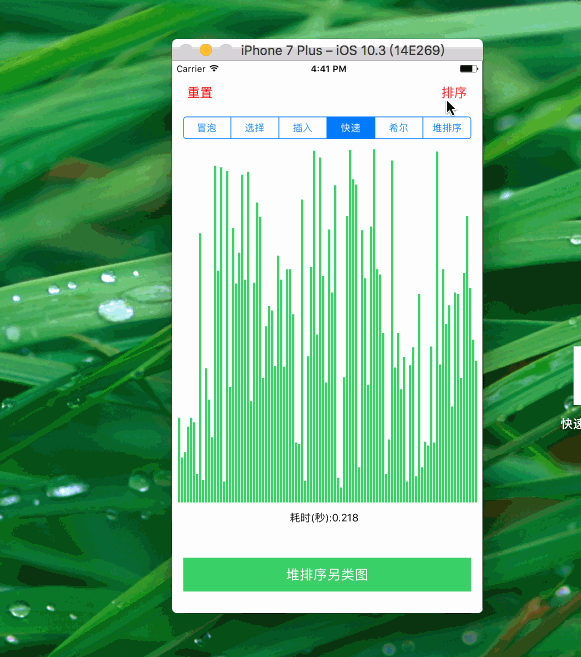 iPhone 7 Plus – iOS 10.3 (14E269)
Carrier 4:41 PM
重置 排序
冒泡 选择 插入 快速 希尔 堆排序
耗时(秒):0.218
堆排序另类图
快速